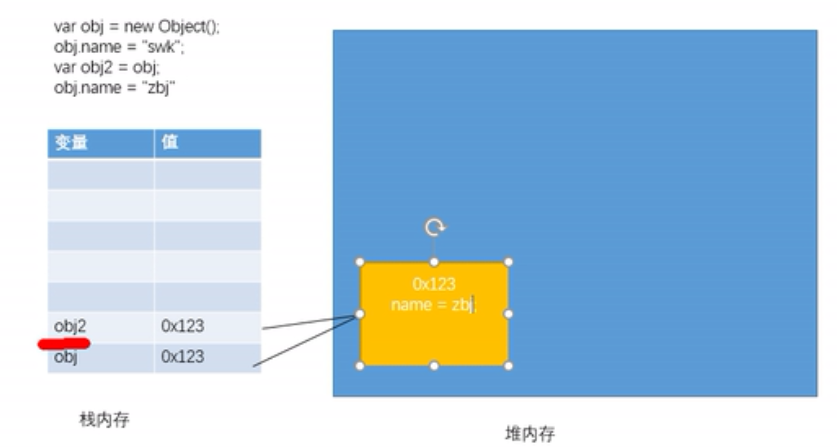 var obj = new Object();
obj.name = "swk";
var obj2 = obj;
obj.name = "zbj"
变量 值
obj2 0x123
obj 0x123
0x123
name = zbj;
栈内存
堆内存